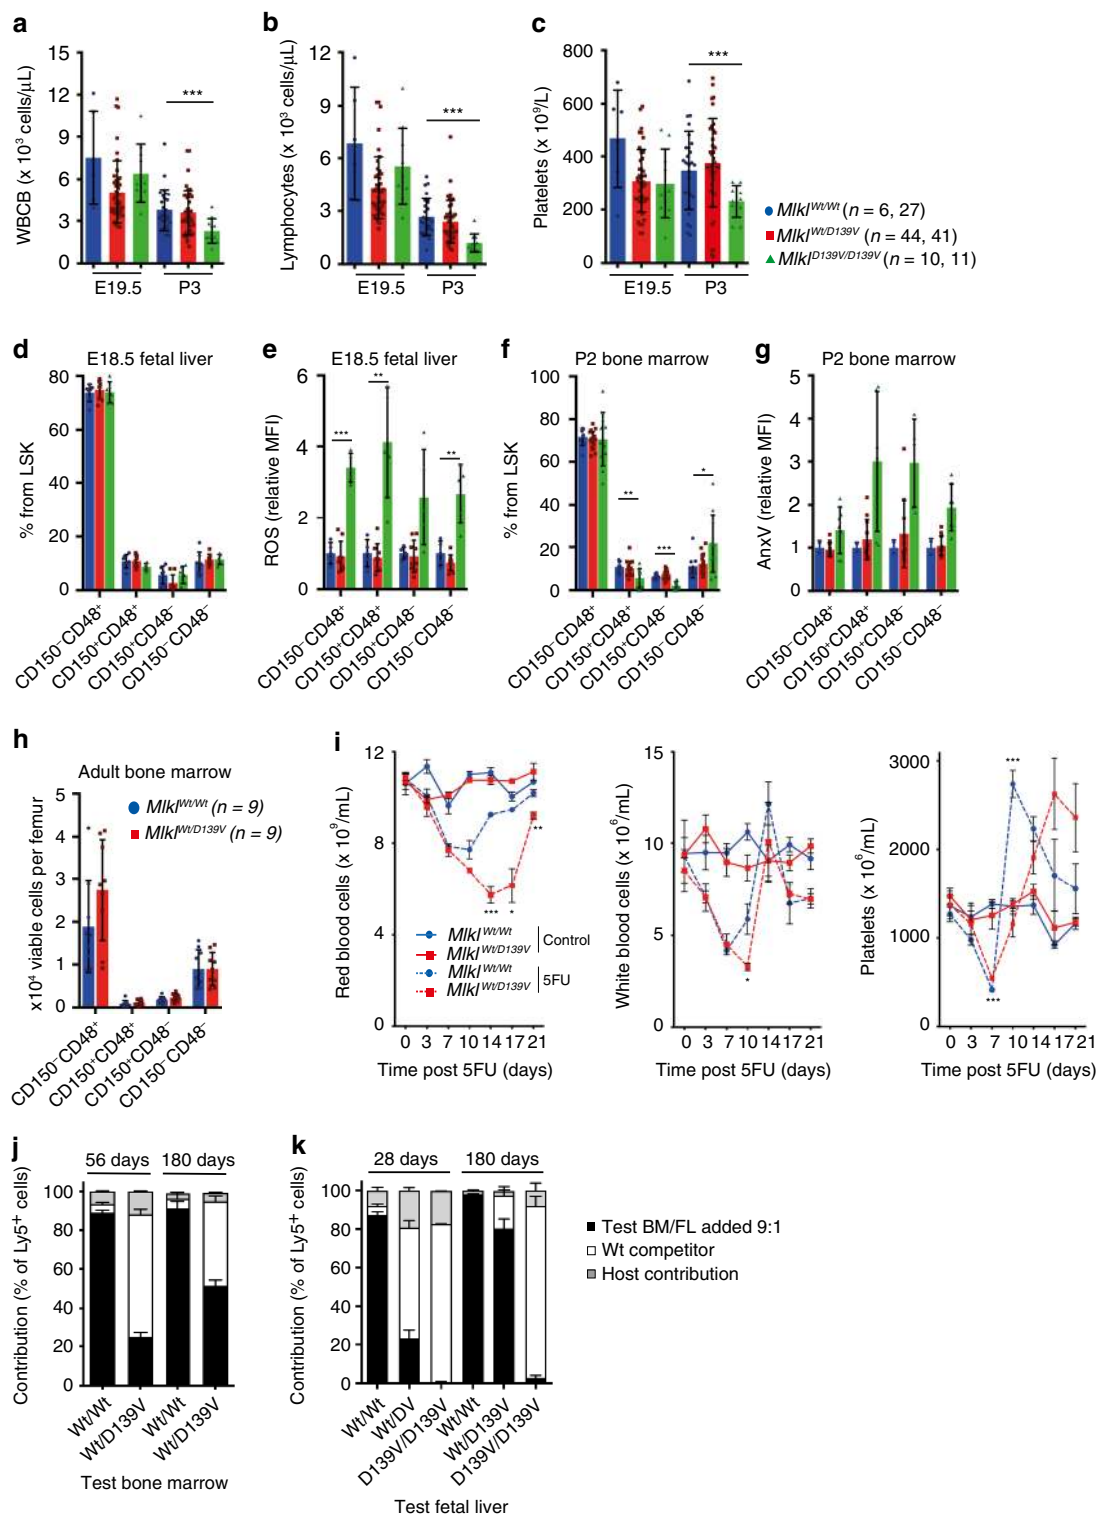 a
WBCB (x 10³ cells/μL)
15
12
9
6
3
0
***
E19.5
P3
b
Lymphocytes (x 10³ cells/μL)
12
9
6
3
0
***
E19.5
P3
c
Platelets (x 10⁹/L)
800
600
400
200
0
***
E19.5
P3
Mlkl^Wt/Wt (n = 6, 27)
Mlkl^Wt/D139V (n = 44, 41)
Mlkl^D139V/D139V (n = 10, 11)
d
E18.5 fetal liver
% from LSK
80
60
40
20
0
CD150⁻CD48⁺
CD150⁺CD48⁺
CD150⁺CD48⁻
CD150⁻CD48⁻
e
E18.5 fetal liver
ROS (relative MFI)
6
4
2
0
***
**
**
CD150⁻CD48⁺
CD150⁺CD48⁺
CD150⁺CD48⁻
CD150⁻CD48⁻
f
P2 bone marrow
% from LSK
100
80
60
40
20
0
**
***
*
CD150⁻CD48⁺
CD150⁺CD48⁺
CD150⁺CD48⁻
CD150⁻CD48⁻
g
P2 bone marrow
AnxV (relative MFI)
5
4
3
2
1
0
CD150⁻CD48⁺
CD150⁺CD48⁺
CD150⁺CD48⁻
CD150⁻CD48⁻
h
Adult bone marrow
x10⁴ viable cells per femur
5
4
3
2
1
0
Mlkl^Wt/Wt (n = 9)
Mlkl^Wt/D139V (n = 9)
CD150⁻CD48⁺
CD150⁺CD48⁺
CD150⁺CD48⁻
CD150⁻CD48⁻
i
Red blood cells (x 10⁹/mL)
12
9
6
3
0
**
***
*
Mlkl^Wt/Wt
Mlkl^Wt/D139V
Control
Mlkl^Wt/Wt
Mlkl^Wt/D139V
5FU
0 3 7 10 14 17 21
Time post 5FU (days)
White blood cells (x 10⁶/mL)
15
10
5
0
*
0 3 7 10 14 17 21
Time post 5FU (days)
Platelets (x 10⁶/mL)
3000
2000
1000
0
***
***
0 3 7 10 14 17 21
Time post 5FU (days)
j
Contribution (% of Ly5⁺ cells)
56 days
180 days
100
80
60
40
20
0
Wt/Wt
Wt/D139V
Wt/Wt
Wt/D139V
Test bone marrow
k
Contribution (% of Ly5⁺ cells)
28 days
180 days
100
80
60
40
20
0
Wt/Wt
Wt/DV
D139V/D139V
Wt/Wt
Wt/D139V
D139V/D139V
Test fetal liver
Test BM/FL added 9:1
Wt competitor
Host contribution